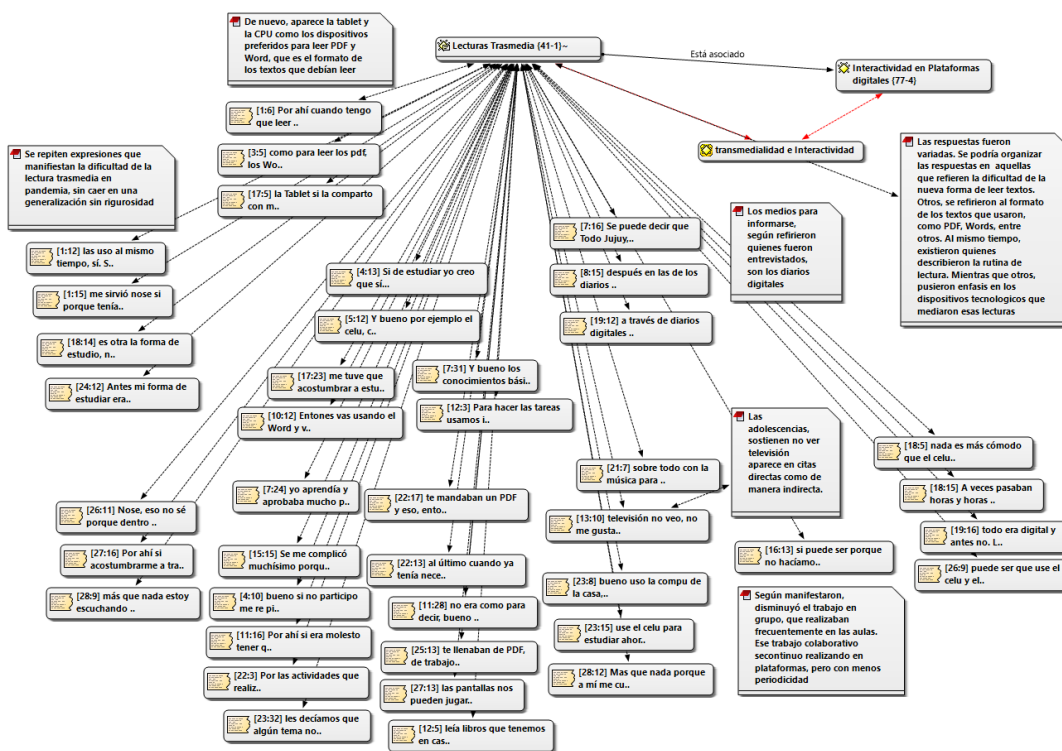 De nuevo, aparece la tablet y
la CPU como los dispositivos
preferidos para leer PDF y
Word, que es el formato de
los textos que debían leer
Lecturas Trasmedia {41-1}~
Está asociado
Interactividad en Plataformas
digitales (77-4)
transmedialidad e Interactividad
Las respuestas fueron
variadas. Se podría organizar
las respuestas en aquellas
que refieren la dificultad de la
nueva forma de leer textos.
Otros, se refirieron al formato
de los textos que usaron,
como PDF, Words, entre
otros. Al mismo tiempo,
existieron quienes
describieron la rutina de
lectura. Mientras que otros,
pusieron enfasis en los
dispositivos tecnologicos que
mediaron esas lecturas
[1:6] Por ahí cuando tengo
que leer ..
[3:5] como para leer los pdf,
los Wo..
[17:5] la Tablet si la comparto
con m..
Se repiten expresiones que
manifiestan la dificultad de la
lectura trasmedia en
pandemia, sin caer en una
generalización sin rigurosidad
[1:12] las uso al mismo
tiempo, sí. S..
[1:15] me sirvió nose si
porque tenía..
[18:14] es otra la forma de
estudio, n..
[24:12] Antes mi forma de
estudiar era..
[4:13] Si de estudiar yo creo
que sí...
[5:12] Y bueno por ejemplo el
celu, c..
[17:23] me tuve que
acostumbrar a estu..
[10:12] Entones vas usando el
Word y v..
[7:31] Y bueno los
conocimientos bási..
[12:3] Para hacer las tareas
usamos i..
[7:16] Se puede decir que
Todo Jujuy,..
[8:15] después en las de los
diarios ..
[19:12] a través de diarios
digitales ..
Los medios para
informarse,
según refirieron
quienes fueron
entrevistados,
son los diarios
digitales
Las
adolescencias,
sostienen no ver
televisión
aparece en citas
directas como de
manera indirecta.
[18:5] nada es más cómodo
que el celu..
[18:15] A veces pasaban
horas y horas ..
[19:16] todo era digital y
antes no. L..
[26:9] puede ser que use el
celu y el..
[16:13] si puede ser porque
no hacíamo..
[26:11] Nose, eso no sé
porque dentro ..
[27:16] Por ahí si
acostumbrarme a tra..
[28:9] más que nada estoy
escuchando ..
[7:24] yo aprendía y
aprobaba mucho p..
[15:15] Se me complicó
muchísimo porqu..
[4:10] bueno si no participo
me re pi..
[11:16] Por ahí si era molesto
tener q..
[22:3] Por las actividades que
realiz..
[23:32] les decíamos que
algún tema no..
[22:17] te mandaban un PDF
y eso, ento..
[22:13] al último cuando ya
tenía nece..
[11:28] no era como para
decir, bueno ..
[25:13] te llenaban de PDF,
de trabajo..
[27:13] las pantallas nos
pueden jugar..
[12:5] leía libros que tenemos
en cas..
[21:7] sobre todo con la
música para ..
[13:10] televisión no veo, no
me gusta..
[23:8] bueno uso la compu de
la casa,..
[23:15] use el celu para
estudiar ahor..
[28:12] Mas que nada porque
a mí me cu..
Según manifestaron,
disminuyó el trabajo en
grupo, que realizaban
frecuentemente en las aulas.
Ese trabajo colaborativo
secontinuo realizando en
plataformas, pero con menos
periodicidad